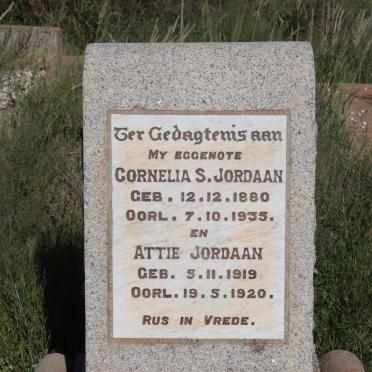 Ter Gedagtenis aan
MY EGGENOTE
CORNELIA S. JORDAAN
GEB. 12.12.1880
OORL. 7.10.1935.
EN
ATTIE JORDAAN
GEB. 5.11.1919
OORL. 19.5.1920.
RUS IN VREDE.